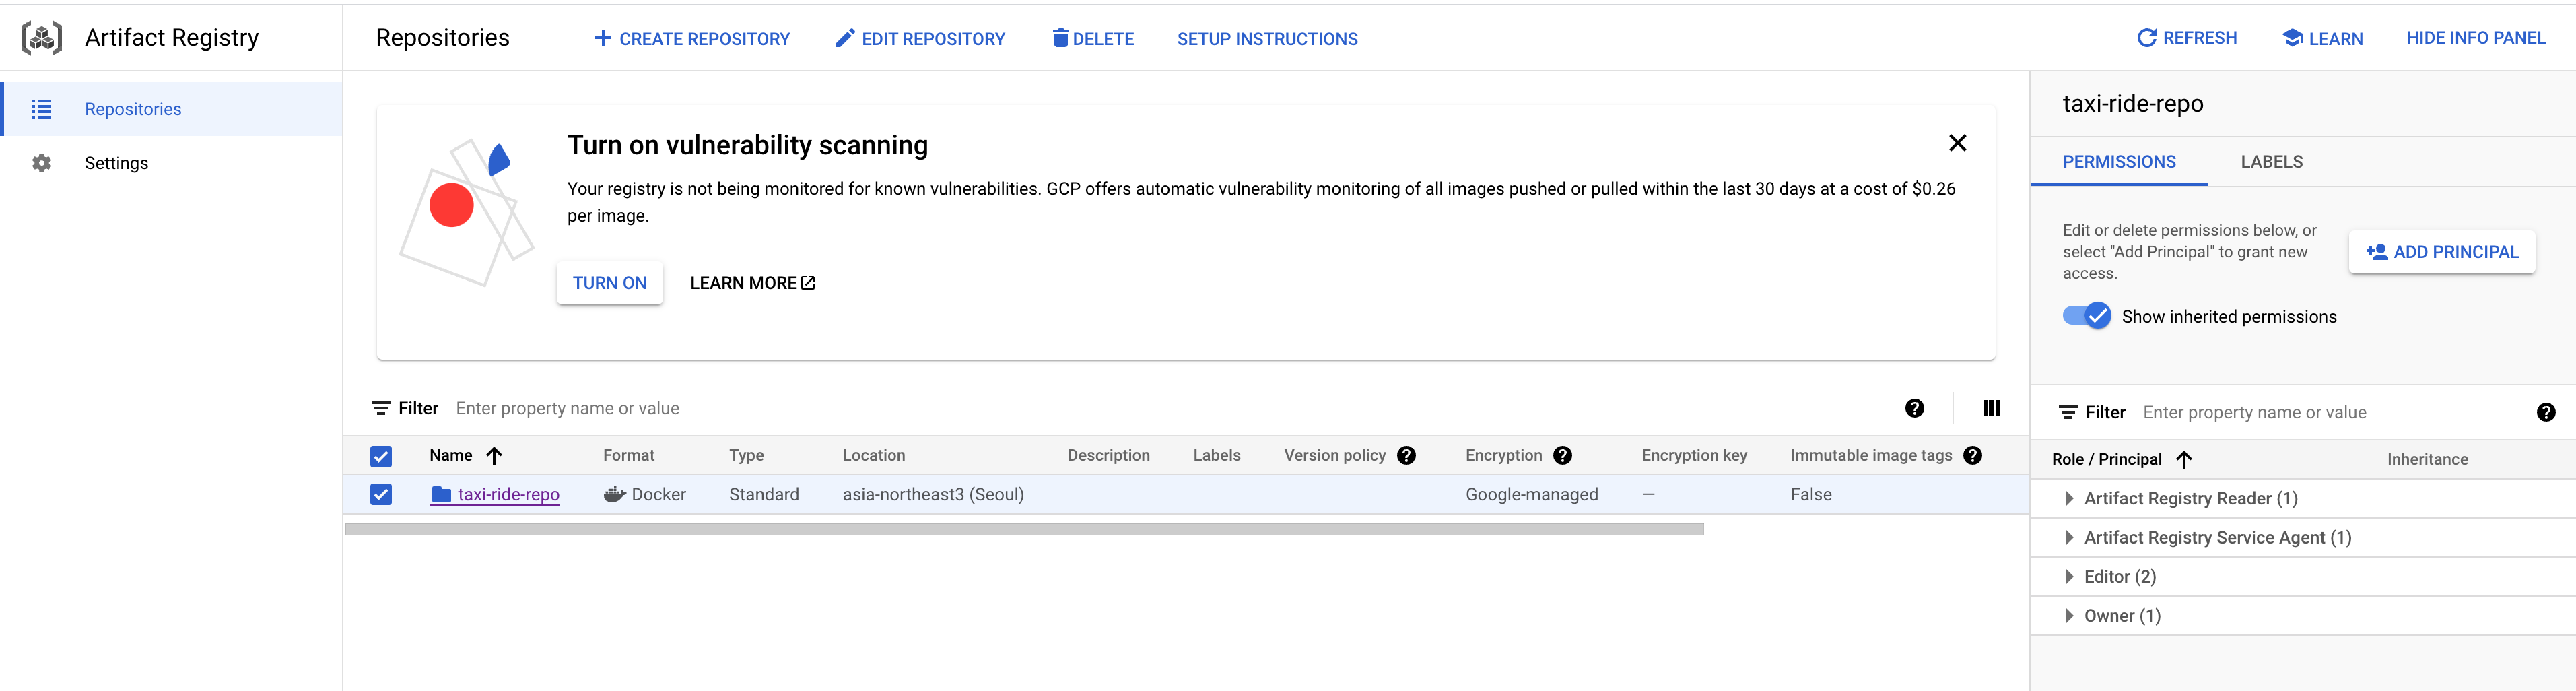 Artifact Registry
Repositories
CREATE REPOSITORY
EDIT REPOSITORY
DELETE
SETUP INSTRUCTIONS
REFRESH
LEARN
HIDE INFO PANEL
Repositories
Settings
Turn on vulnerability scanning
Your registry is not being monitored for known vulnerabilities. GCP offers automatic vulnerability monitoring of all images pushed or pulled within the last 30 days at a cost of $0.26
per image.
TURN ON
LEARN MORE
Filter Enter property name or value
Name Format Type Location Description Labels Version policy Encryption Encryption key Immutable image tags
taxi-ride-repo Docker Standard asia-northeast3 (Seoul) Google-managed — False
taxi-ride-repo
PERMISSIONS
LABELS
Edit or delete permissions below, or
select "Add Principal" to grant new
access.
ADD PRINCIPAL
Show inherited permissions
Filter Enter property name or value
Role / Principal Inheritance
Artifact Registry Reader (1)
Artifact Registry Service Agent (1)
Editor (2)
Owner (1)